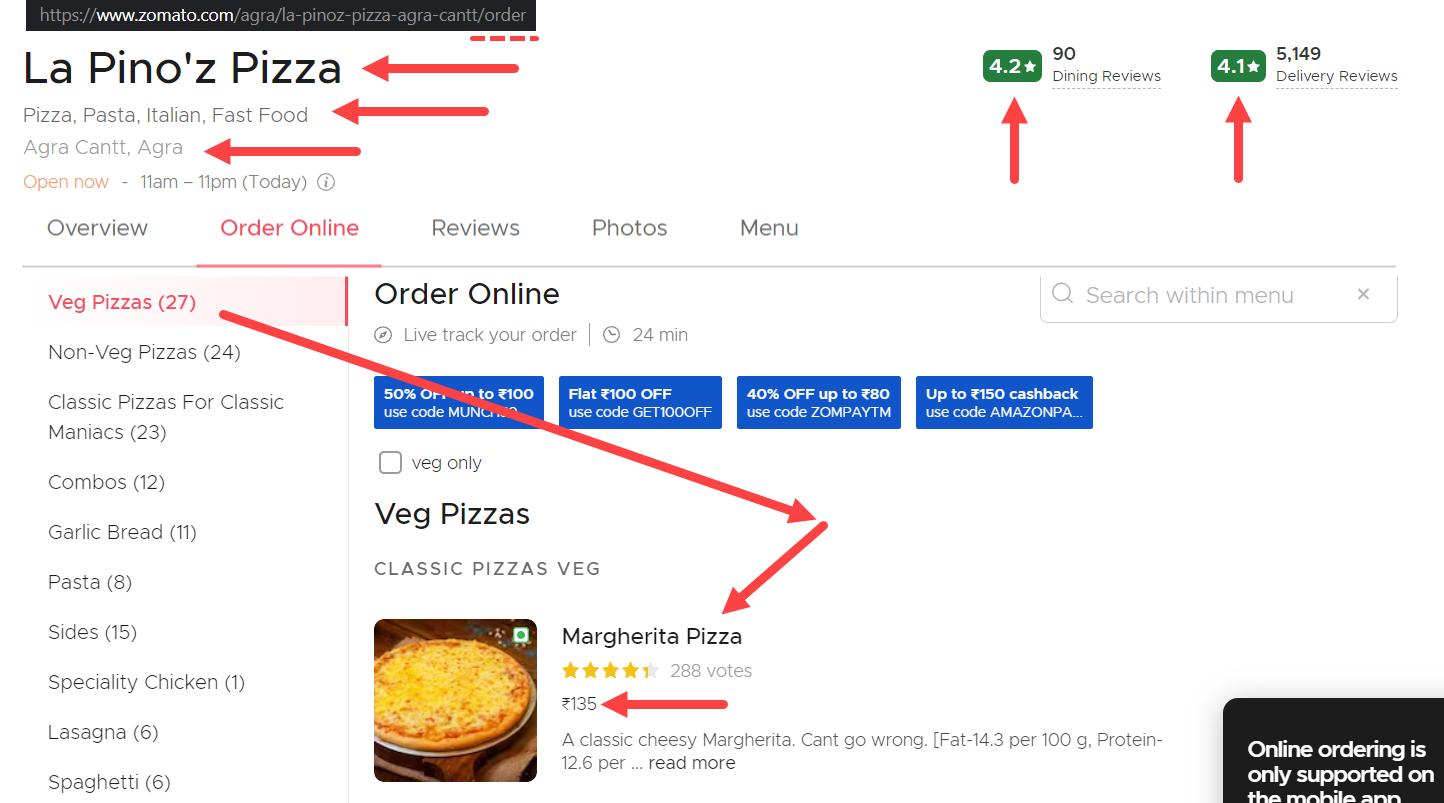 https://www.zomato.com/agra/la-pinoz-pizza-agra-cantt/order
La Pino'z Pizza
Pizza, Pasta, Italian, Fast Food
Agra Cantt, Agra
Open now - 11am – 11pm (Today)
4.2 90
Dining Reviews
4.1 5,149
Delivery Reviews
Overview Order Online Reviews Photos Menu
Veg Pizzas (27)
Non-Veg Pizzas (24)
Classic Pizzas For Classic
Maniacs (23)
Combos (12)
Garlic Bread (11)
Pasta (8)
Sides (15)
Speciality Chicken (1)
Lasagna (6)
Spaghetti (6)
Order Online
Search within menu
Live track your order 24 min
50% OFF up to ₹100
use code
Flat ₹100 OFF
use code GET100OFF
40% OFF up to ₹80
use code ZOMPAYTM
Up to ₹150 cashback
use code AMAZONPA...
veg only
Veg Pizzas
CLASSIC PIZZAS VEG
Margherita Pizza
288 votes
₹135
A classic cheesy Margherita. Cant go wrong. [Fat-14.3 per 100 g, Protein-
12.6 per ... read more
Online ordering is
only supported on
the mobile app